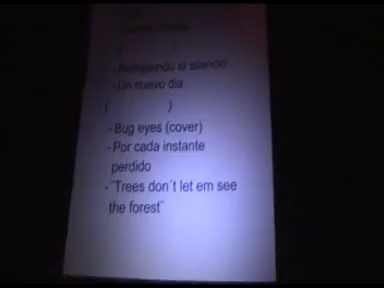 -Rompiendo el silencio
-Un nuevo dia
( )
-Bug eyes (cover)
-Por cada instante
perdido
-¨Trees don´t let em see
the forest¨